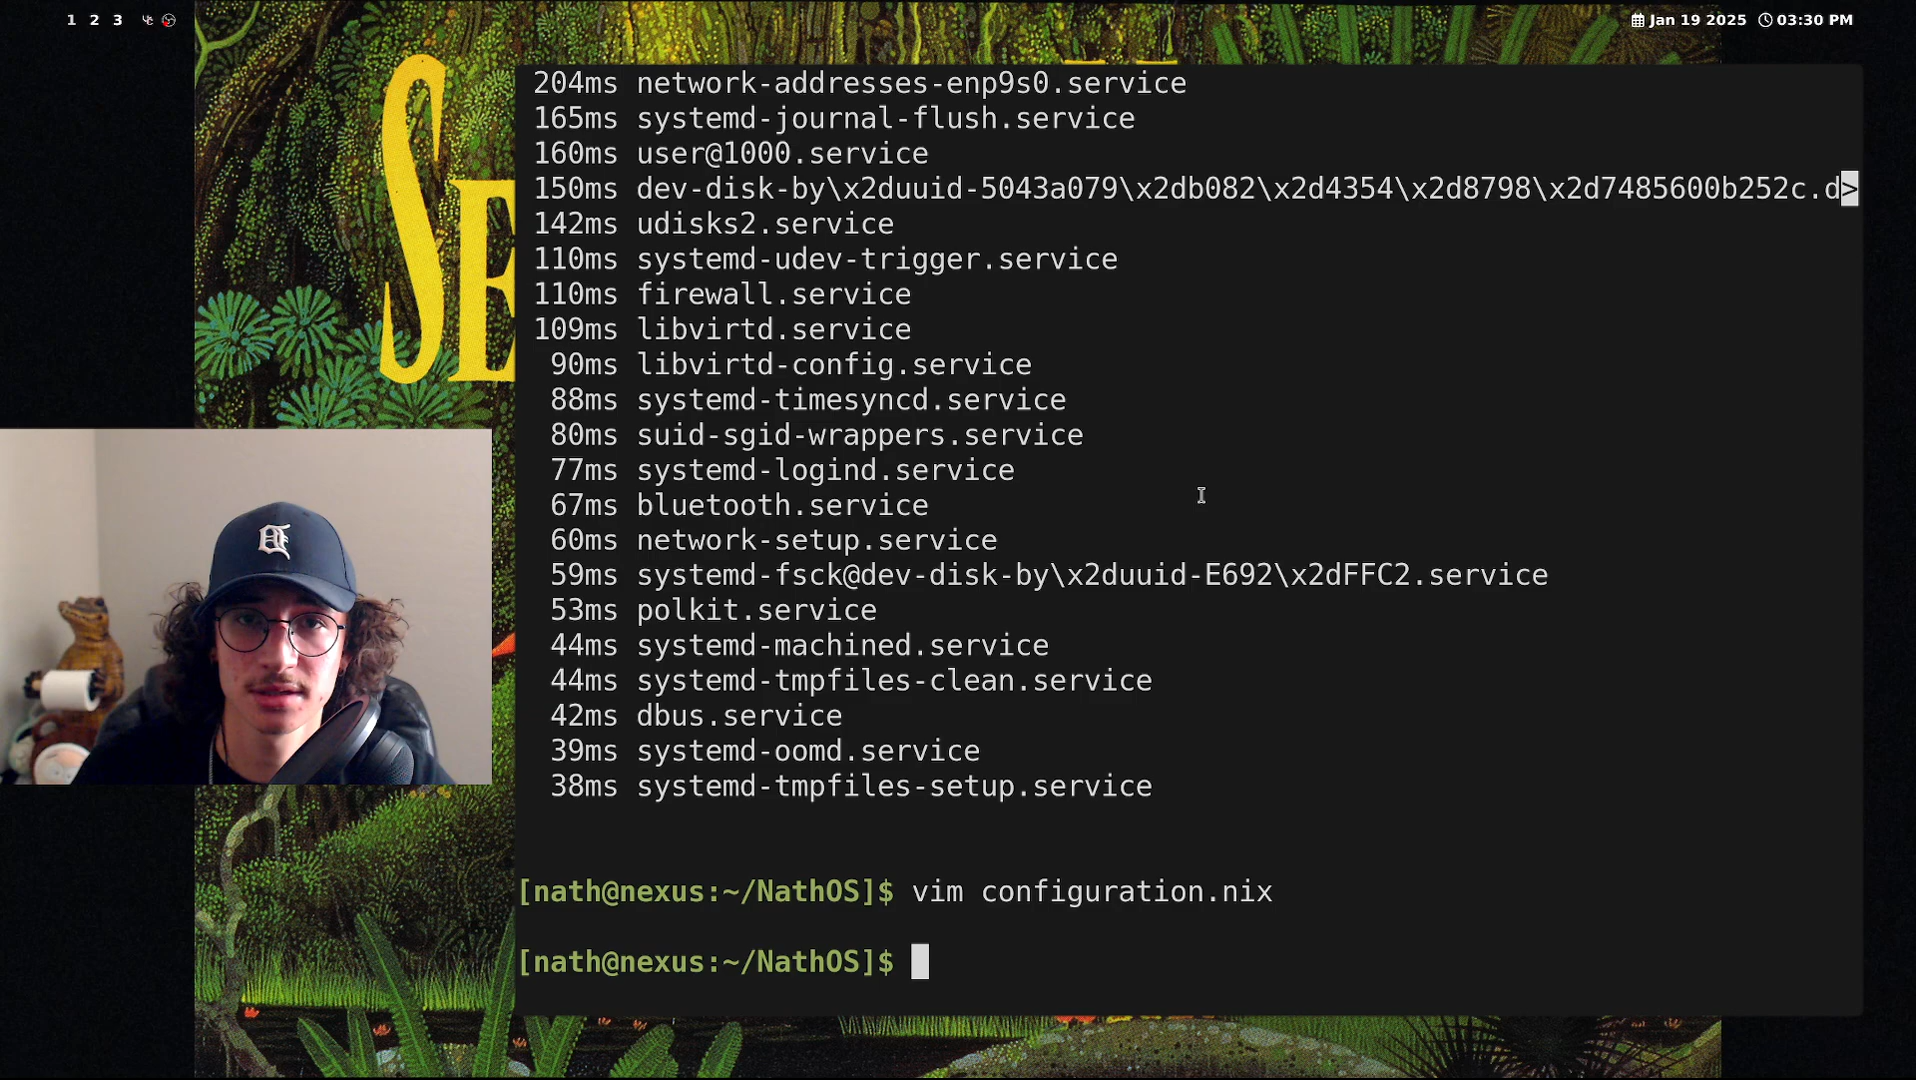 1 2 3
Jan 19 2025 03:30 PM
SE
204ms network-addresses-enp9s0.service
165ms systemd-journal-flush.service
160ms user@1000.service
150ms dev-disk-by\x2duuid-5043a079\x2db082\x2d4354\x2d8798\x2d7485600b252c.d>
142ms udisks2.service
110ms systemd-udev-trigger.service
110ms firewall.service
109ms libvirtd.service
90ms libvirtd-config.service
88ms systemd-timesyncd.service
80ms suid-sgid-wrappers.service
77ms systemd-logind.service
67ms bluetooth.service
60ms network-setup.service
59ms systemd-fsck@dev-disk-by\x2duuid-E692\x2dFFC2.service
53ms polkit.service
44ms systemd-machined.service
44ms systemd-tmpfiles-clean.service
42ms dbus.service
39ms systemd-oomd.service
38ms systemd-tmpfiles-setup.service
[nath@nexus:~/NathOS]$ vim configuration.nix
[nath@nexus:~/NathOS]$